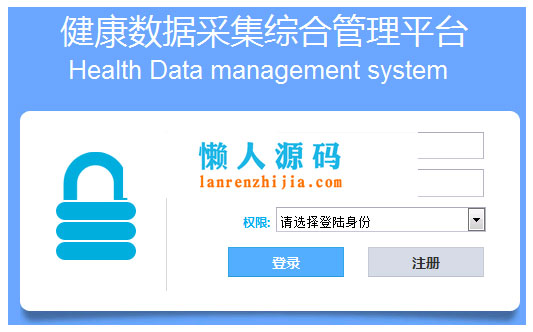 健康数据采集综合管理平台
Health Data management system
懒人源码
lanrenzhijia.com
权限: 请选择登陆身份
登录 注册